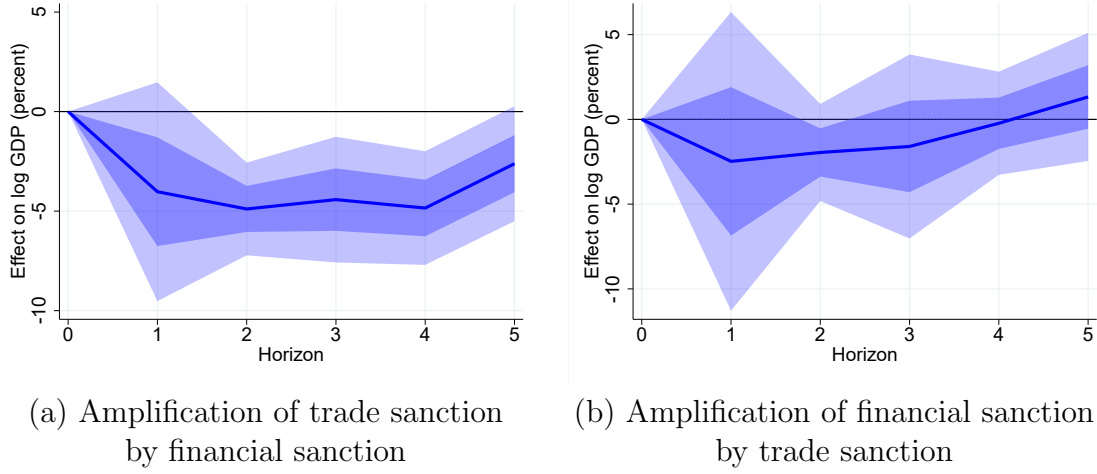 5
0
-5
-10
Effect on log GDP (percent)
0 1 2 3 4 5
Horizon
(a) Amplification of trade sanction
by financial sanction
5
0
-5
-10
Effect on log GDP (percent)
0 1 2 3 4 5
Horizon
(b) Amplification of financial sanction
by trade sanction